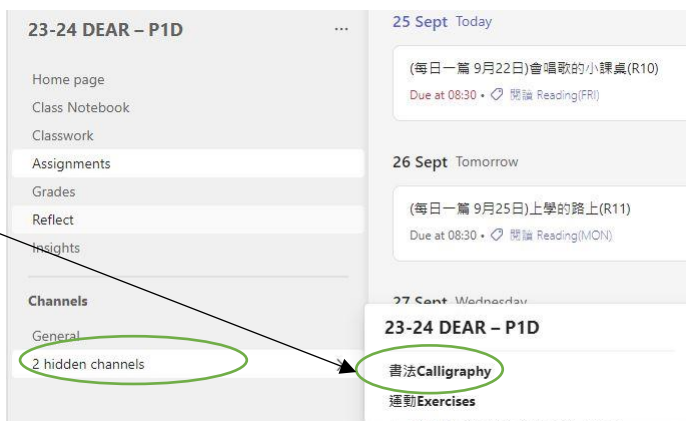 23-24 DEAR – P1D
...
Home page
Class Notebook
Classwork
Assignments
Grades
Reflect
Insights
Channels
General
2 hidden channels
25 Sept Today
(每日一篇 9月22日)會唱歌的小課桌(R10)
Due at 08:30 • 閱讀 Reading(FRI)
26 Sept Tomorrow
(每日一篇 9月25日)上學的路上(R11)
Due at 08:30 • 閱讀 Reading(MON)
27 Sept Wednesday
23-24 DEAR – P1D
書法Calligraphy
運動Exercises